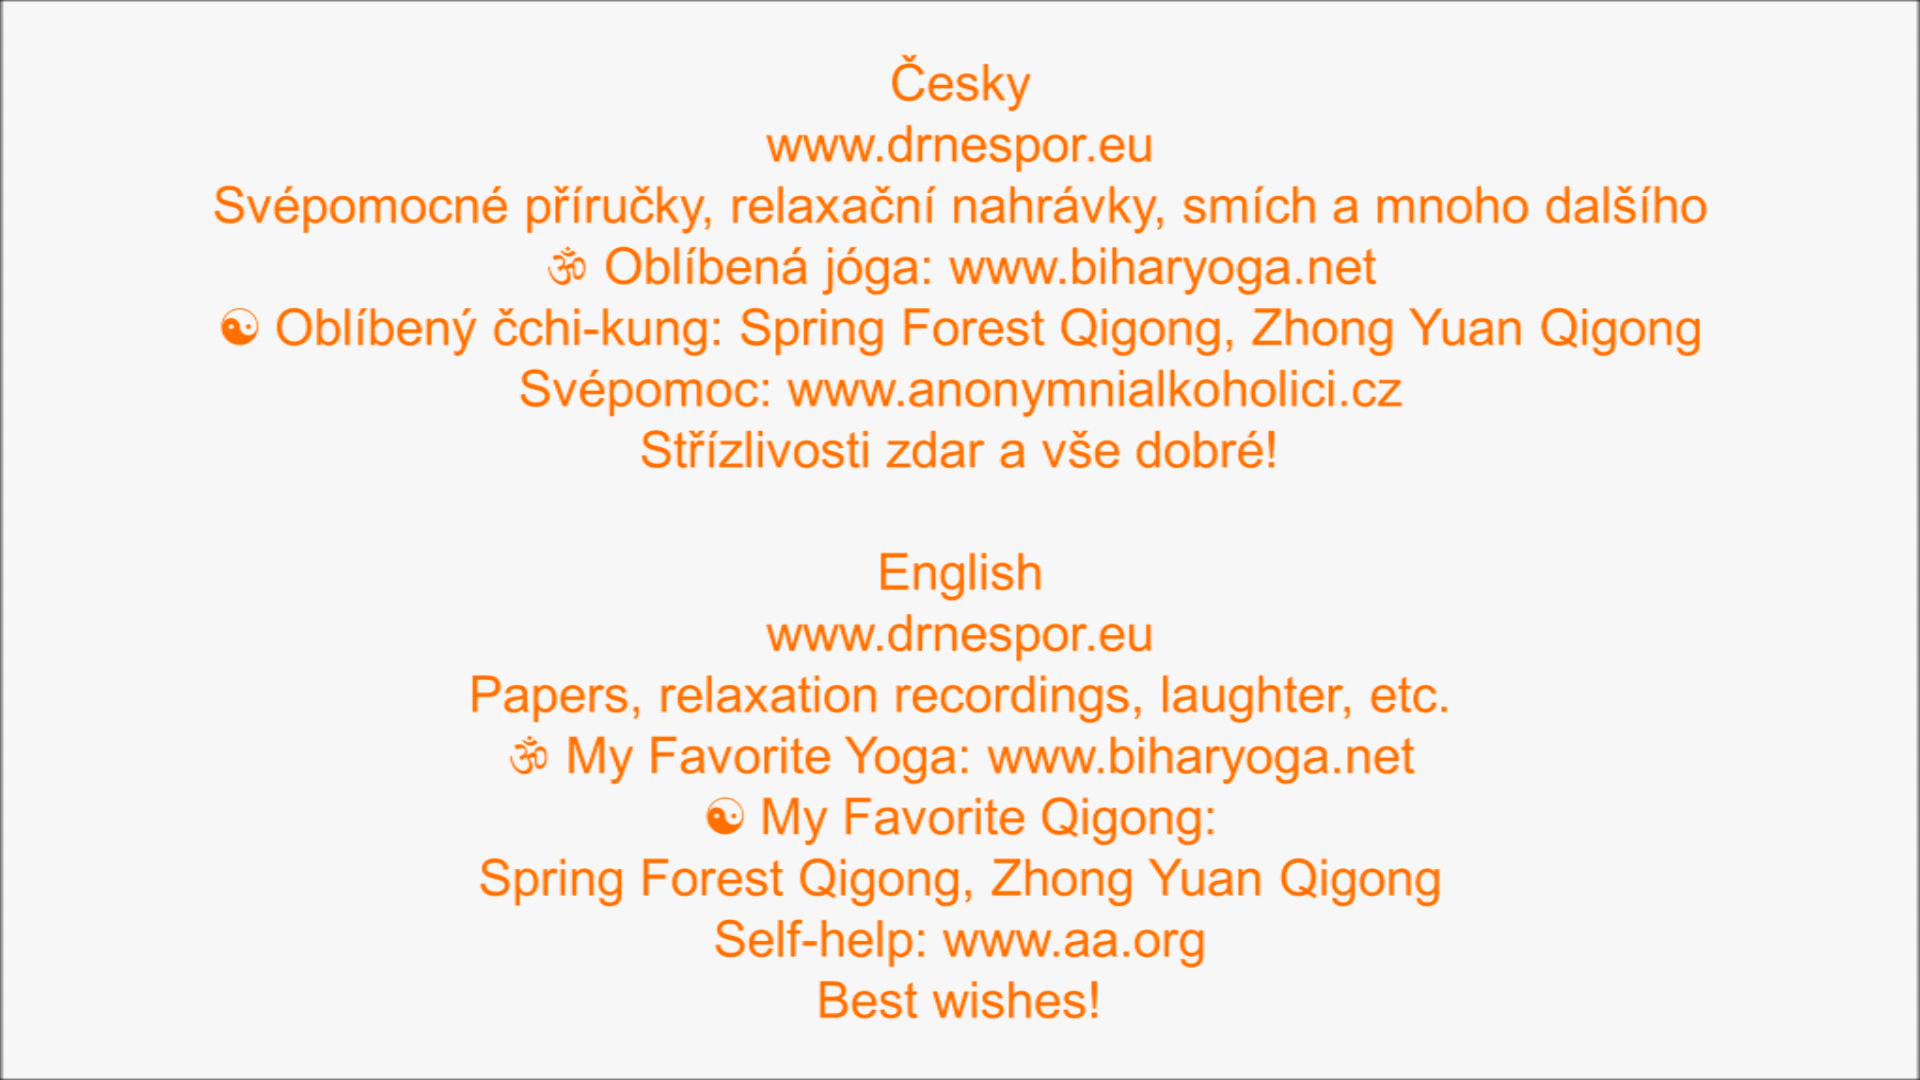 Česky
www.drnespor.eu
Svépomocné příručky, relaxační nahrávky, smích a mnoho dalšího
ॐ Oblíbená jóga: www.biharyoga.net
☯ Oblíbený čchi-kung: Spring Forest Qigong, Zhong Yuan Qigong
Svépomoc: www.anonymnialkoholici.cz
Střízlivosti zdar a vše dobré!
English
www.drnespor.eu
Papers, relaxation recordings, laughter, etc.
ॐ My Favorite Yoga: www.biharyoga.net
☯ My Favorite Qigong:
Spring Forest Qigong, Zhong Yuan Qigong
Self-help: www.aa.org
Best wishes!